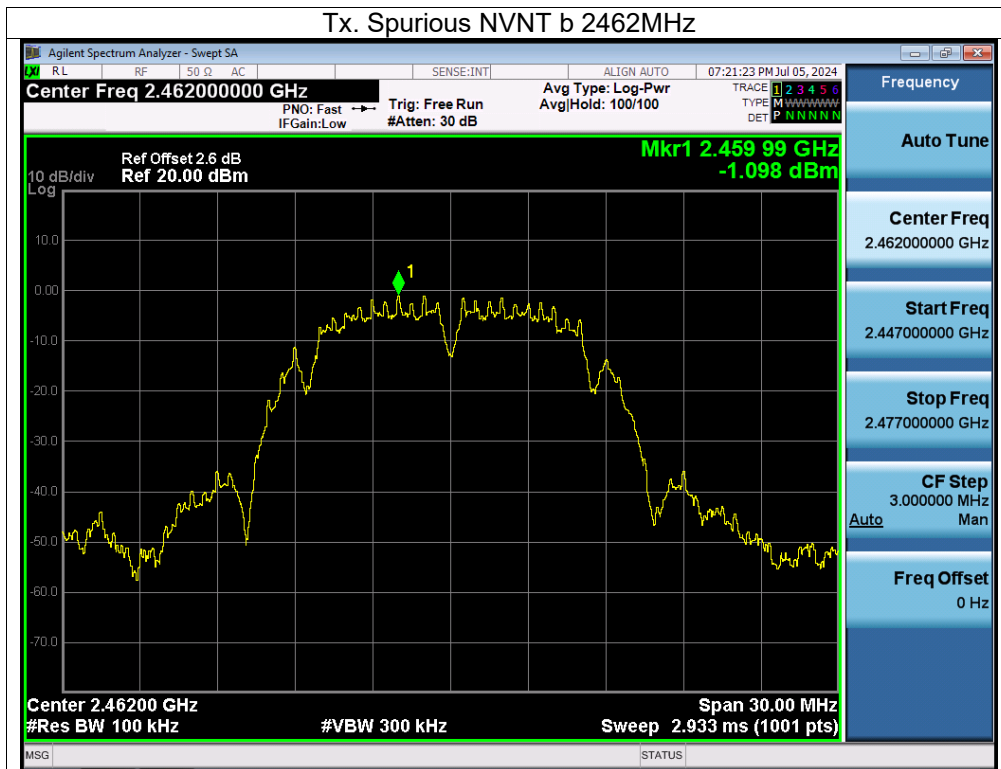 Tx. Spurious NVNT b 2462MHz
Agilent Spectrum Analyzer - Swept SA
LXI RL RF 50 Ω AC SENSE:INT ALIGN AUTO 07:21:23 PM Jul 05, 2024
Center Freq 2.462000000 GHz
PNO: Fast
IFGain:Low
Trig: Free Run
#Atten: 30 dB
Avg Type: Log-Pwr
Avg|Hold: 100/100
TRACE 1 2 3 4 5 6
TYPE M WWWWW
DET P N N N N N
Ref Offset 2.6 dB
Ref 20.00 dBm
10 dB/div
Log
Mkr1 2.459 99 GHz
-1.098 dBm
1
10.0
0.00
-10.0
-20.0
-30.0
-40.0
-50.0
-60.0
-70.0
Center 2.46200 GHz
#Res BW 100 kHz
#VBW 300 kHz
Span 30.00 MHz
Sweep 2.933 ms (1001 pts)
MSG
STATUS
Frequency
Auto Tune
Center Freq
2.462000000 GHz
Start Freq
2.447000000 GHz
Stop Freq
2.477000000 GHz
CF Step
3.000000 MHz
Auto Man
Freq Offset
0 Hz